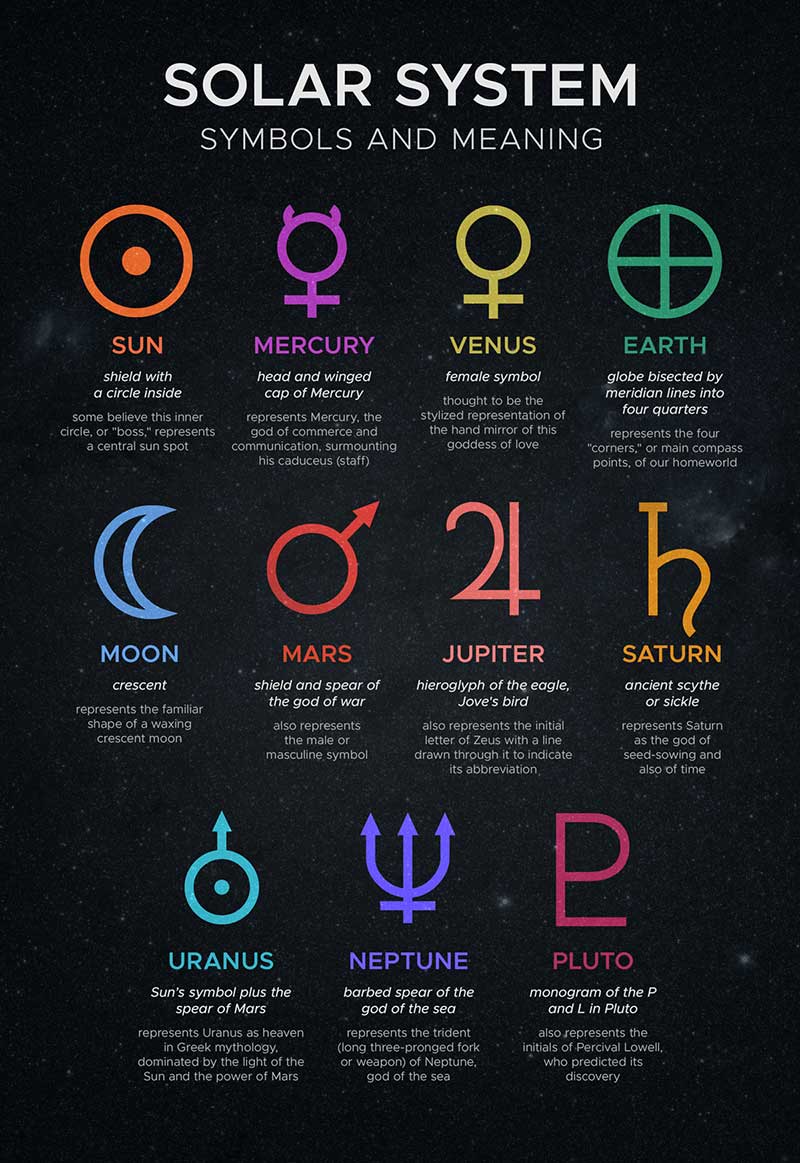 SOLAR SYSTEM
SYMBOLS AND MEANING
SUN
shield with
a circle inside
some believe this inner
circle, or "boss," represents
a central sun spot
MERCURY
head and winged
cap of Mercury
represents Mercury, the
god of commerce and
communication, surmounting
his caduceus (staff)
VENUS
female symbol
thought to be the
stylized representation of
the hand mirror of this
goddess of love
EARTH
globe bisected by
meridian lines into
four quarters
represents the four
"corners," or main compass
points, of our homeworld
MOON
crescent
represents the familiar
shape of a waxing
crescent moon
MARS
shield and spear of
the god of war
also represents
the male or
masculine symbol
JUPITER
hieroglyph of the eagle,
Jove's bird
also represents the initial
letter of Zeus with a line
drawn through it to indicate
its abbreviation
SATURN
ancient scythe
or sickle
represents Saturn
as the god of
seed-sowing and
also of time
URANUS
Sun's symbol plus the
spear of Mars
represents Uranus as heaven
in Greek mythology,
dominated by the light of the
Sun and the power of Mars
NEPTUNE
barbed spear of the
god of the sea
represents the trident
(long three-pronged fork
or weapon) of Neptune,
god of the sea
PLUTO
monogram of the P
and L in Pluto
also represents the
initials of Percival Lowell,
who predicted its
discovery